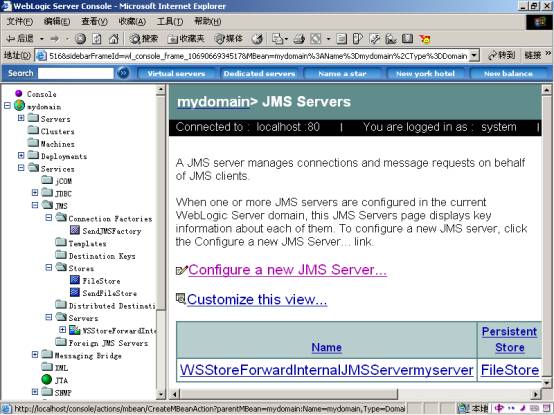 WebLogic Server Console - Microsoft Internet Explorer
文件(F) 编辑(E) 查看(V) 收藏(A) 工具(T) 帮助(H)
后退 搜索 收藏夹 媒体
地址(D) 516&sidebarFrameId=wl_console_frame_1069066934517&MBean=mydomain%3AName%3Dmydomain%2CType%3DDomain 转到 链接
Search Virtual servers Dedicated servers Name a star New york hotel New balance
Console
mydomain
Servers
Clusters
Machines
Deployments
Services
jCOM
JDBC
JMS
Connection Factories
SendJMSFactory
Templates
Destination Keys
Stores
FileStore
SendFileStore
Distributed Destinati
Servers
WSStoreForwardInte
Foreign JMS Servers
Messaging Bridge
XML
JTA
SNMP
mydomain> JMS Servers
Connected to : localhost :80 | You are logged in as : system
A JMS server manages connections and message requests on behalf
of JMS clients.
When one or more JMS servers are configured in the current
WebLogic Server domain, this JMS Servers page displays key
information about each of them. To configure a new JMS server, click
the Configure a new JMS Server... link.
Configure a new JMS Server...
Customize this view...
Name Persistent Store
WSStoreForwardInternalJMSServermyserver FileStore
http://localhost/console/actions/mbean/CreateMBeanAction?parentMBean=mydomain:Name=mydomain,Type=Domai 本地